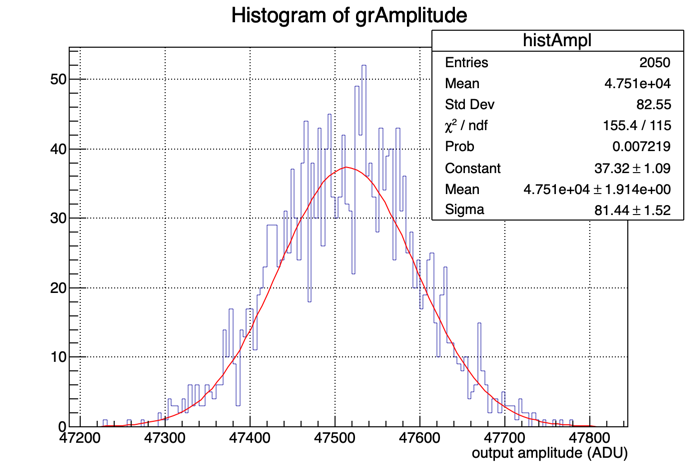 Histogram of grAmplitude
histAmpl
Entries 2050
Mean 4.751e+04
Std Dev 82.55
χ² / ndf 155.4 / 115
Prob 0.007219
Constant 37.32 ± 1.09
Mean 4.751e+04 ± 1.914e+00
Sigma 81.44 ± 1.52
50
40
30
20
10
0
47200 47300 47400 47500 47600 47700 47800
output amplitude (ADU)